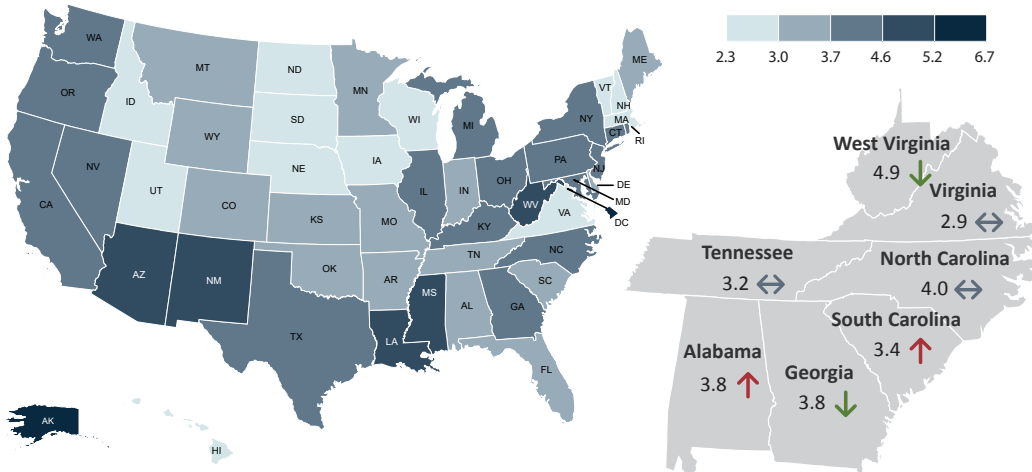 2.3 3.0 3.7 4.6 5.2 6.7
WA
MT
ND
MN
ME
OR
ID
SD
WI
MI
VT
NH
NY
MA
CT
RI
WY
NE
IA
PA
NJ
NV
UT
CO
IL
IN
OH
DE
MD
DC
CA
KS
MO
WV
VA
KY
AZ
NM
OK
AR
TN
NC
SC
TX
LA
MS
AL
GA
FL
AK
HI
West Virginia
4.9
Virginia
2.9
Tennessee
3.2
North Carolina
4.0
South Carolina
3.4
Alabama
3.8
Georgia
3.8